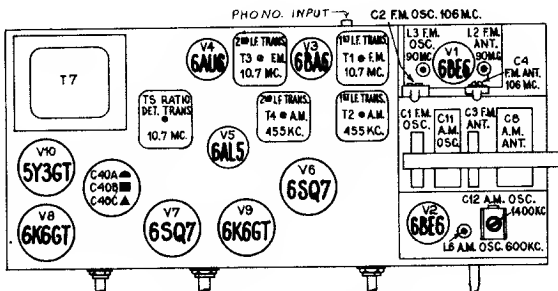 PHONO. INPUT
C2 F.M. OSC. 106 M.C.
L3 F.M. OSC. 90MC.
L2 F.M. ANT. 90M.C.
V1
6BE6
C4 F.M. ANT. 106 MC.
T7
V4
6AU6
2ND I.F. TRANS.
T3 F.M.
10.7 MC.
V3
6BA6
1ST I.F. TRANS.
T1 F.M.
10.7 MC.
T5 RATIO
DET. TRANS
10.7 MC.
2ND I.F. TRANS.
T4 A.M.
455KC.
1ST I.F. TRANS.
T2 A.M.
455 KC.
C1 F.M. OSC.
C11 A.M. OSC.
C3 F.M. ANT.
C8 A.M. ANT.
V5
6AL5
V10
5Y3GT
C40A
C40B
C40C
V6
6SQ7
V8
6K6GT
V7
6SQ7
V9
6K6GT
V2
6BE6
C12 A.M. OSC.
1400KC
L6 A.M. OSC. 600KC.